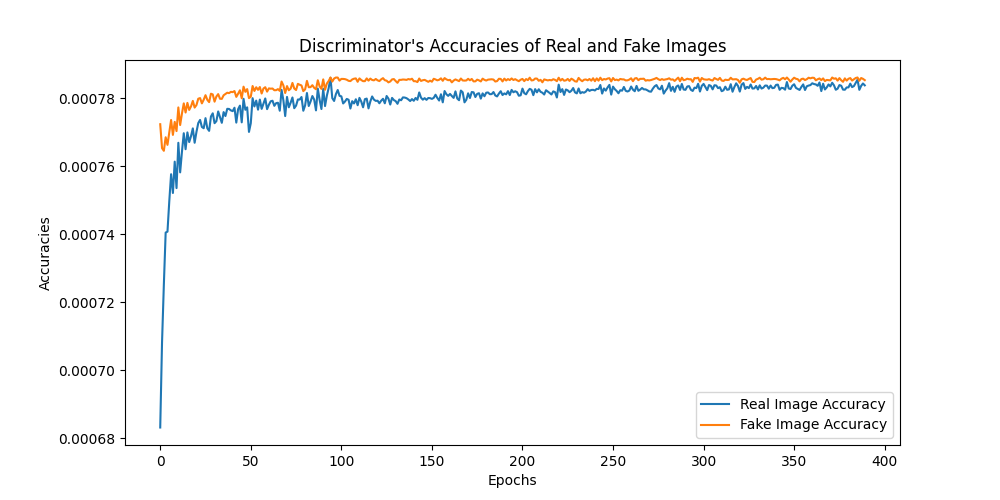 Discriminator's Accuracies of Real and Fake Images
0.00078
0.00076
0.00074
0.00072
0.00070
0.00068
Accuracies
0 50 100 150 200 250 300 350 400
Epochs
Real Image Accuracy
Fake Image Accuracy